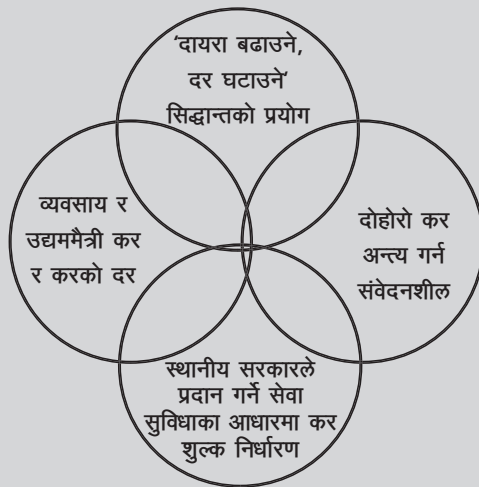 ‘दायरा बढाउने,
दर घटाउने’
सिद्धान्तको प्रयोग
व्यवसाय र
उद्यममैत्री कर
र करको दर
दोहोरो कर
अन्त्य गर्न
संवेदनशील
स्थानीय सरकारले
प्रदान गर्ने सेवा
सुविधाका आधारमा कर
शुल्क निर्धारण